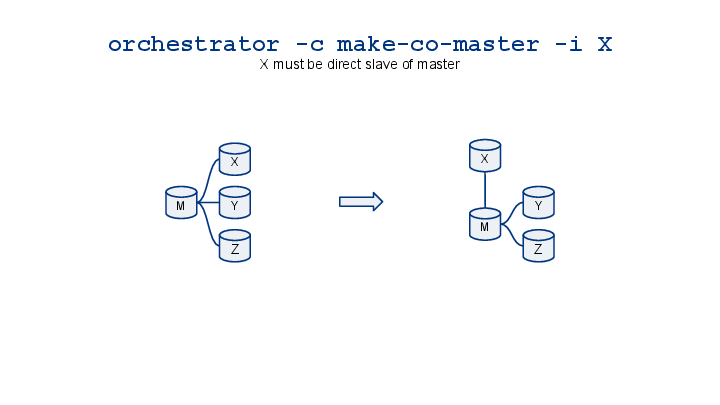 orchestrator -c make-co-master -i X
X must be direct slave of master
X
M
Y
Z
X
M
Y
Z